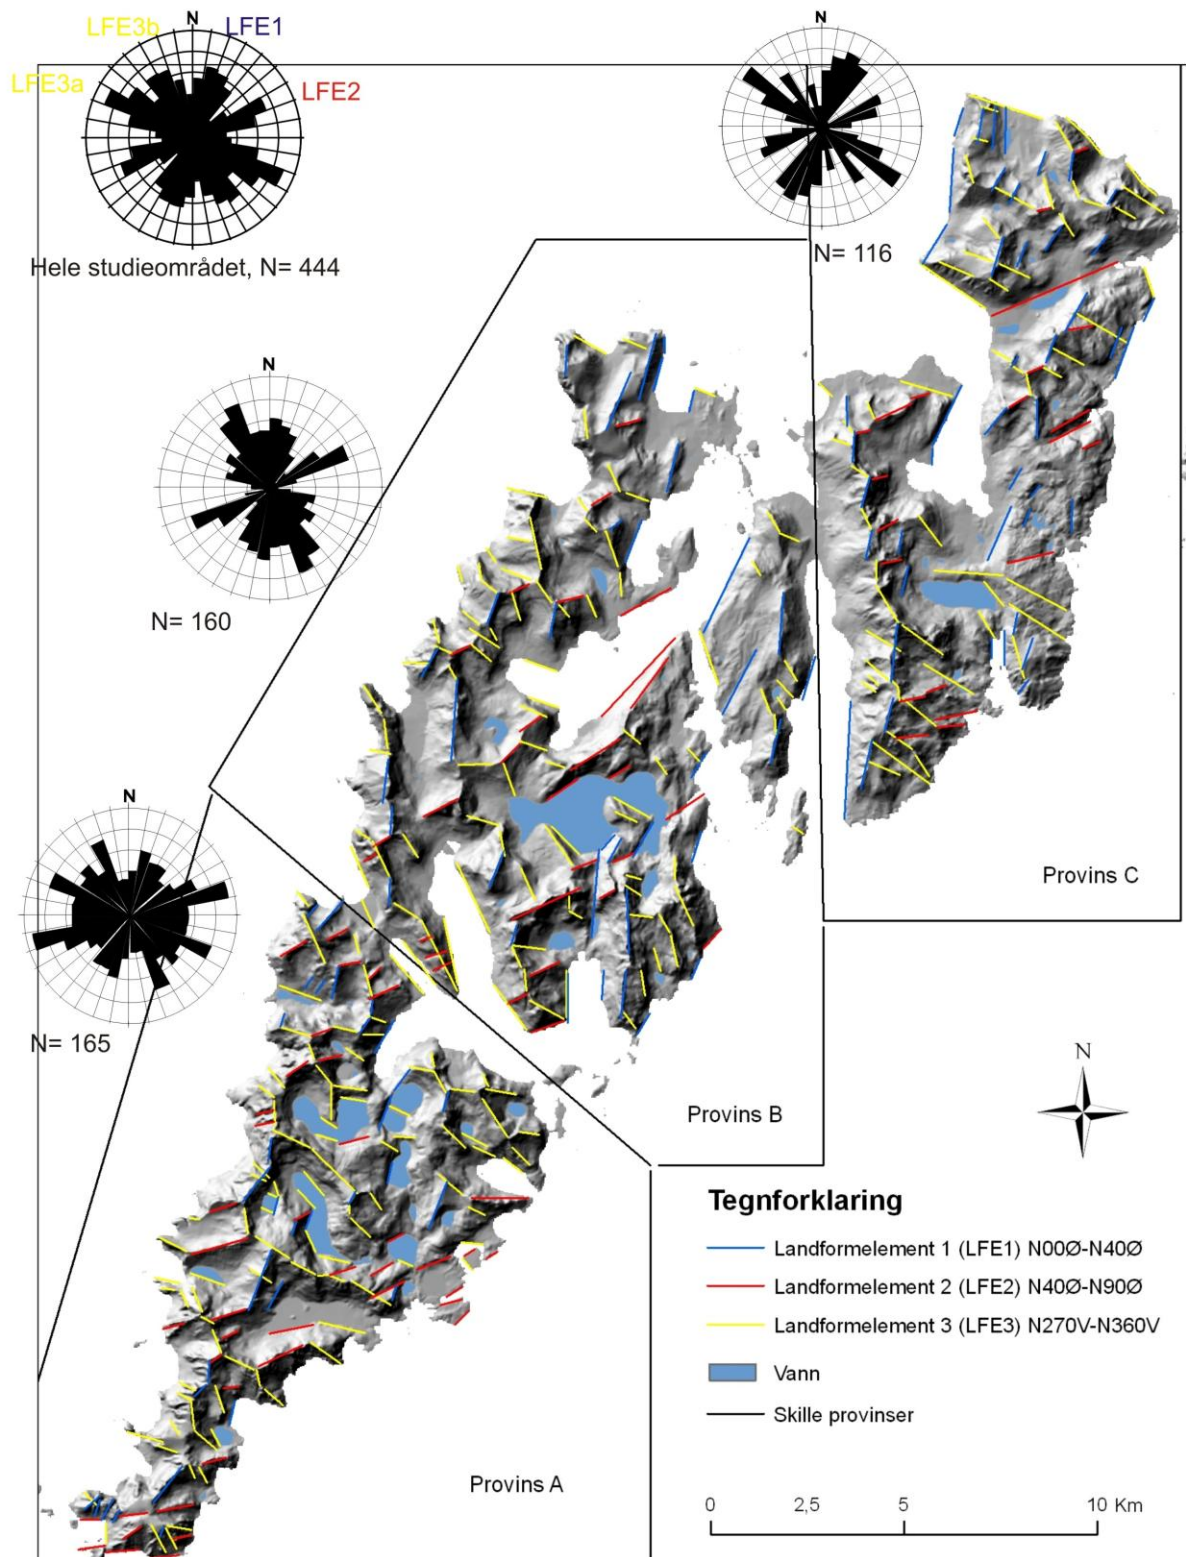 N
LFE3b
LFE1
LFE3a
LFE2
Hele studieområdet, N= 444
N= 116
N
N= 160
N
N= 165
Provins C
Provins B
Provins A
N
Tegnforklaring
Landformelement 1 (LFE1) N00Ø-N40Ø
Landformelement 2 (LFE2) N40Ø-N90Ø
Landformelement 3 (LFE3) N270V-N360V
Vann
Skille provinser
0 2,5 5 10 Km
N